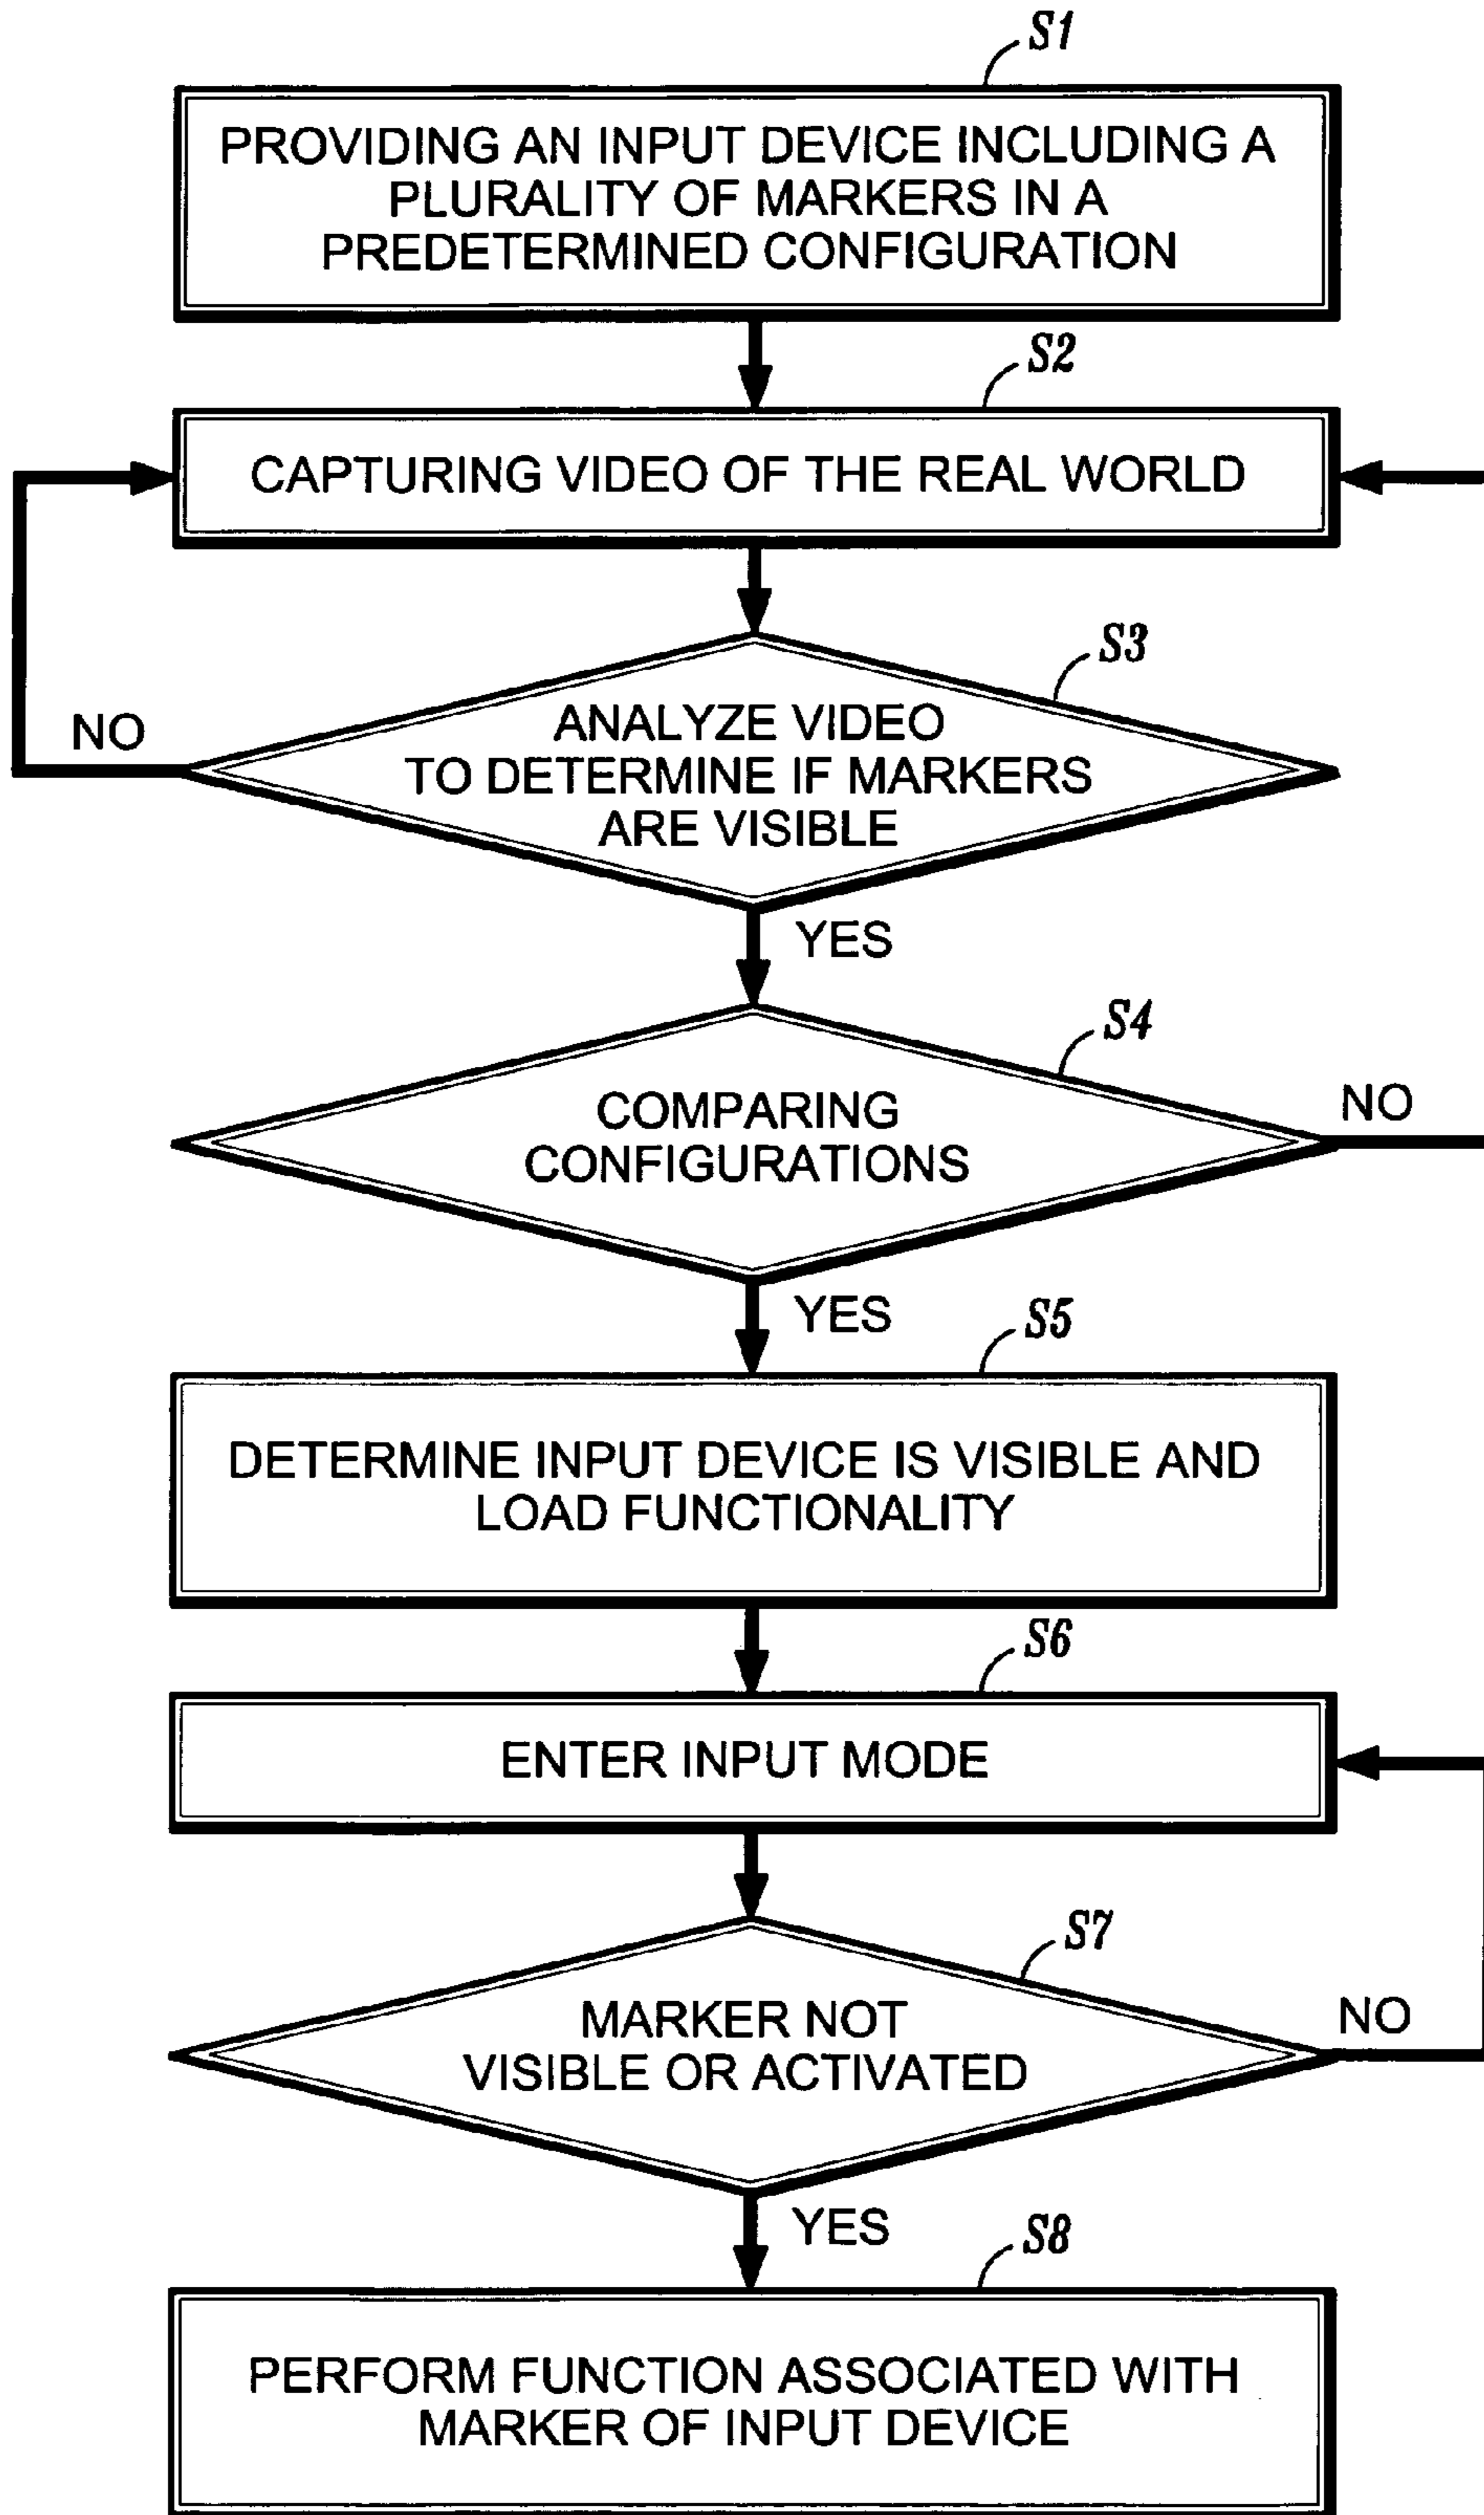 S1
PROVIDING AN INPUT DEVICE INCLUDING A
PLURALITY OF MARKERS IN A
PREDETERMINED CONFIGURATION
S2
CAPTURING VIDEO OF THE REAL WORLD
S3
NO
ANALYZE VIDEO
TO DETERMINE IF MARKERS
ARE VISIBLE
YES
S4
COMPARING
CONFIGURATIONS
NO
YES
S5
DETERMINE INPUT DEVICE IS VISIBLE AND
LOAD FUNCTIONALITY
S6
ENTER INPUT MODE
S7
MARKER NOT
VISIBLE OR ACTIVATED
NO
YES
S8
PERFORM FUNCTION ASSOCIATED WITH
MARKER OF INPUT DEVICE